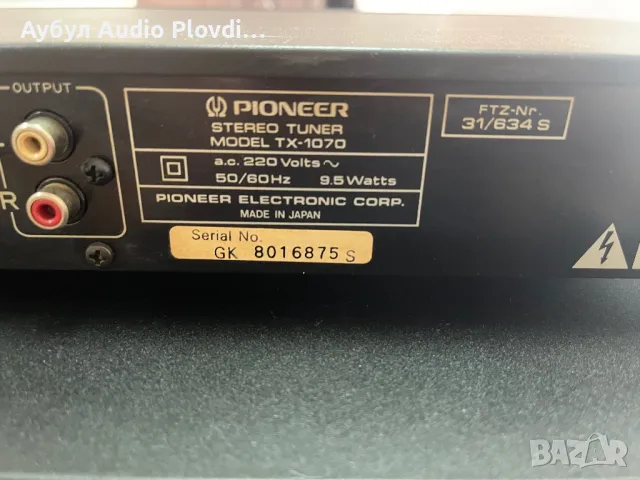 Аубул Audio Plovdi...
OUTPUT
R
PIONEER
STEREO TUNER
MODEL TX-1070
a.c. 220 Volts ~
50/60Hz 9.5 Watts
PIONEER ELECTRONIC CORP.
MADE IN JAPAN
FTZ-Nr.
31/634 S
Serial No.
GK 8016875 S
BAZAR